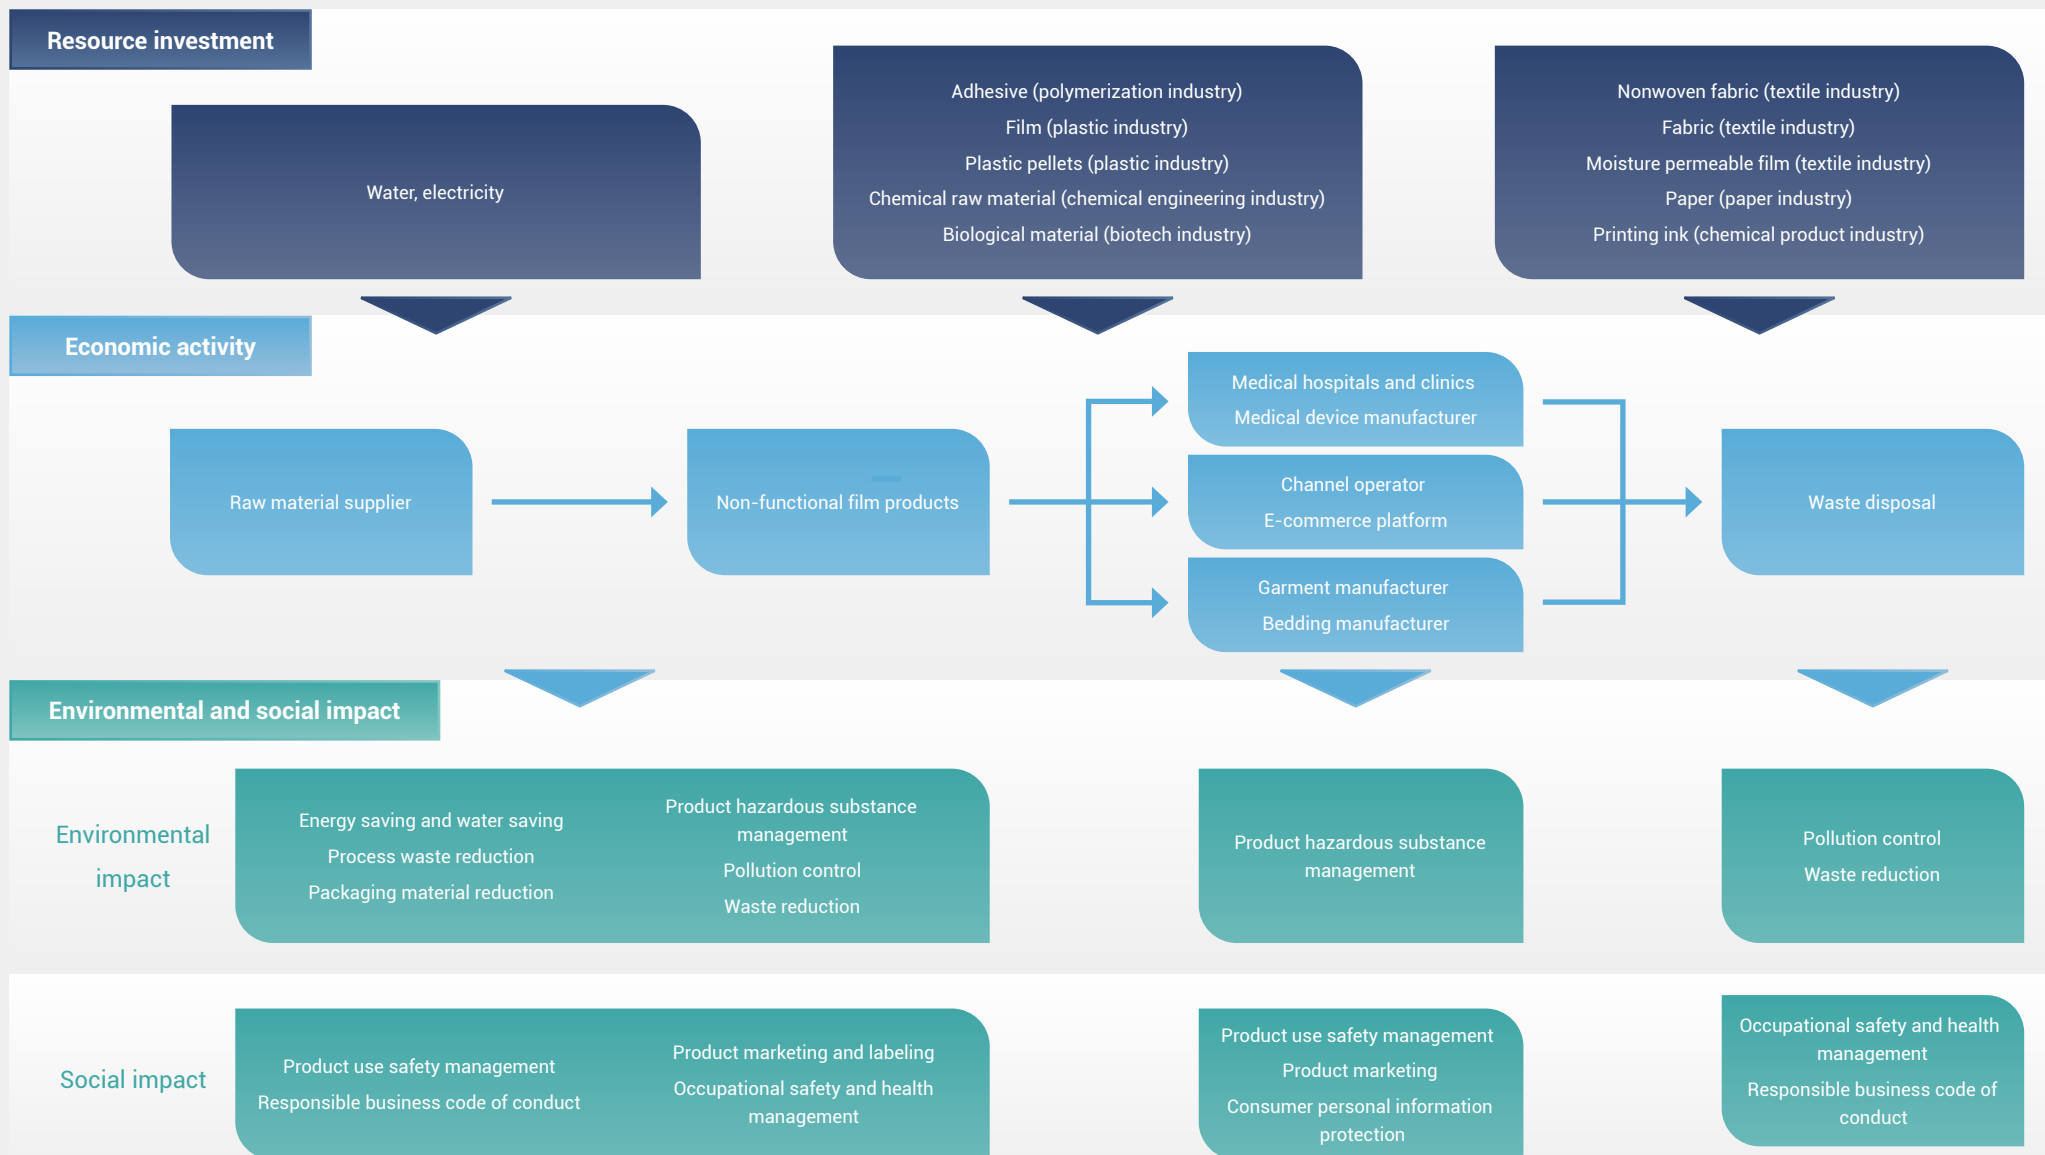 Resource investment
Water, electricity
Adhesive (polymerization industry)
Film (plastic industry)
Plastic pellets (plastic industry)
Chemical raw material (chemical engineering industry)
Biological material (biotech industry)
Nonwoven fabric (textile industry)
Fabric (textile industry)
Moisture permeable film (textile industry)
Paper (paper industry)
Printing ink (chemical product industry)
Economic activity
Raw material supplier
Non-functional film products
Medical hospitals and clinics
Medical device manufacturer
Channel operator
E-commerce platform
Garment manufacturer
Bedding manufacturer
Waste disposal
Environmental and social impact
Environmental
impact
Energy saving and water saving
Process waste reduction
Packaging material reduction
Product hazardous substance
management
Pollution control
Waste reduction
Product hazardous substance
management
Pollution control
Waste reduction
Social impact
Product use safety management
Responsible business code of conduct
Product marketing and labeling
Occupational safety and health
management
Product use safety management
Product marketing
Consumer personal information
protection
Occupational safety and health
management
Responsible business code of
conduct